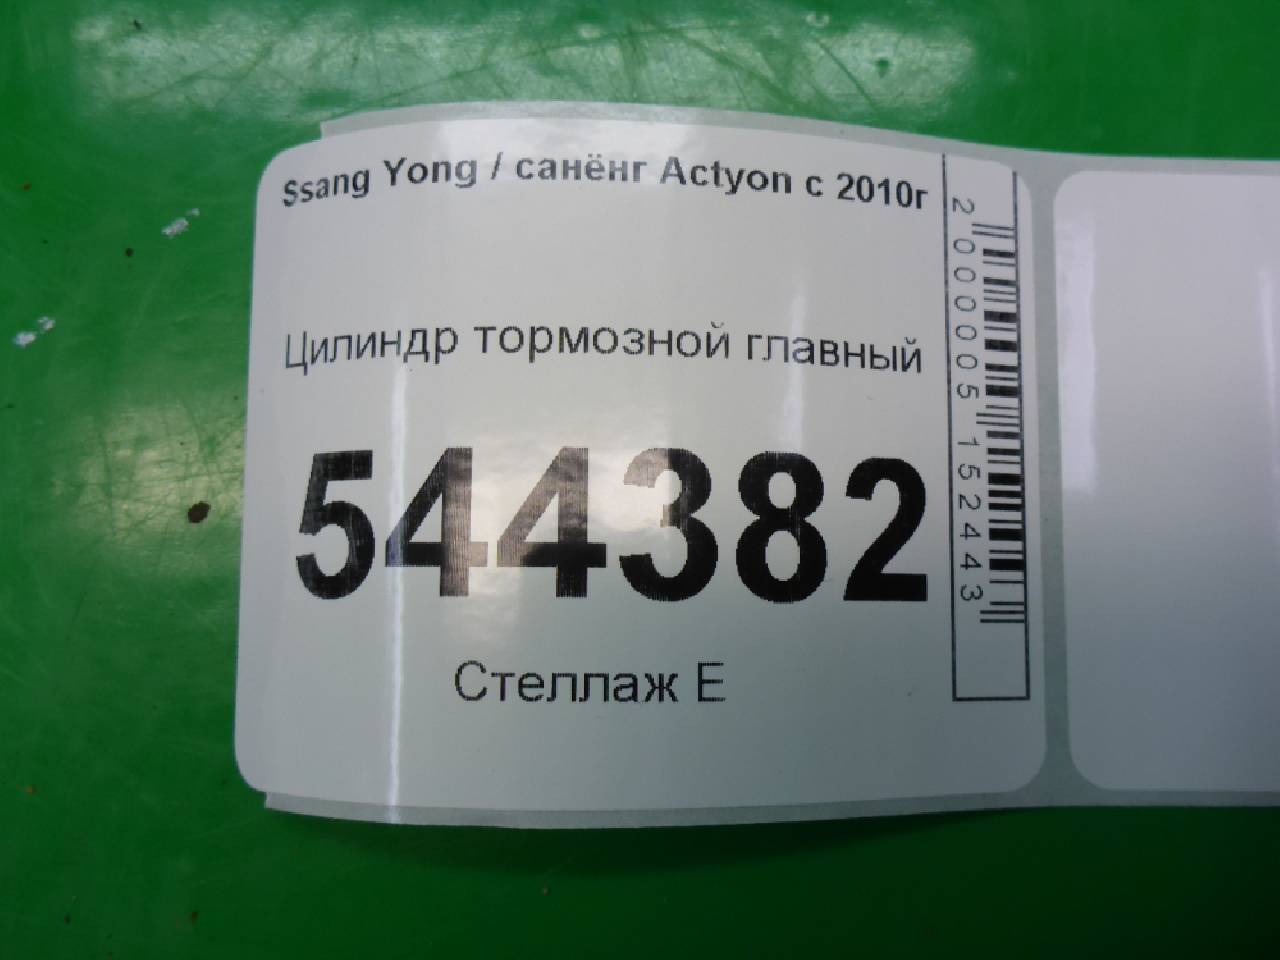 Ssang Yong / санёнг Actyon с 2010г
Цилиндр тормозной главный
544382
Стеллаж Е
2000005152443